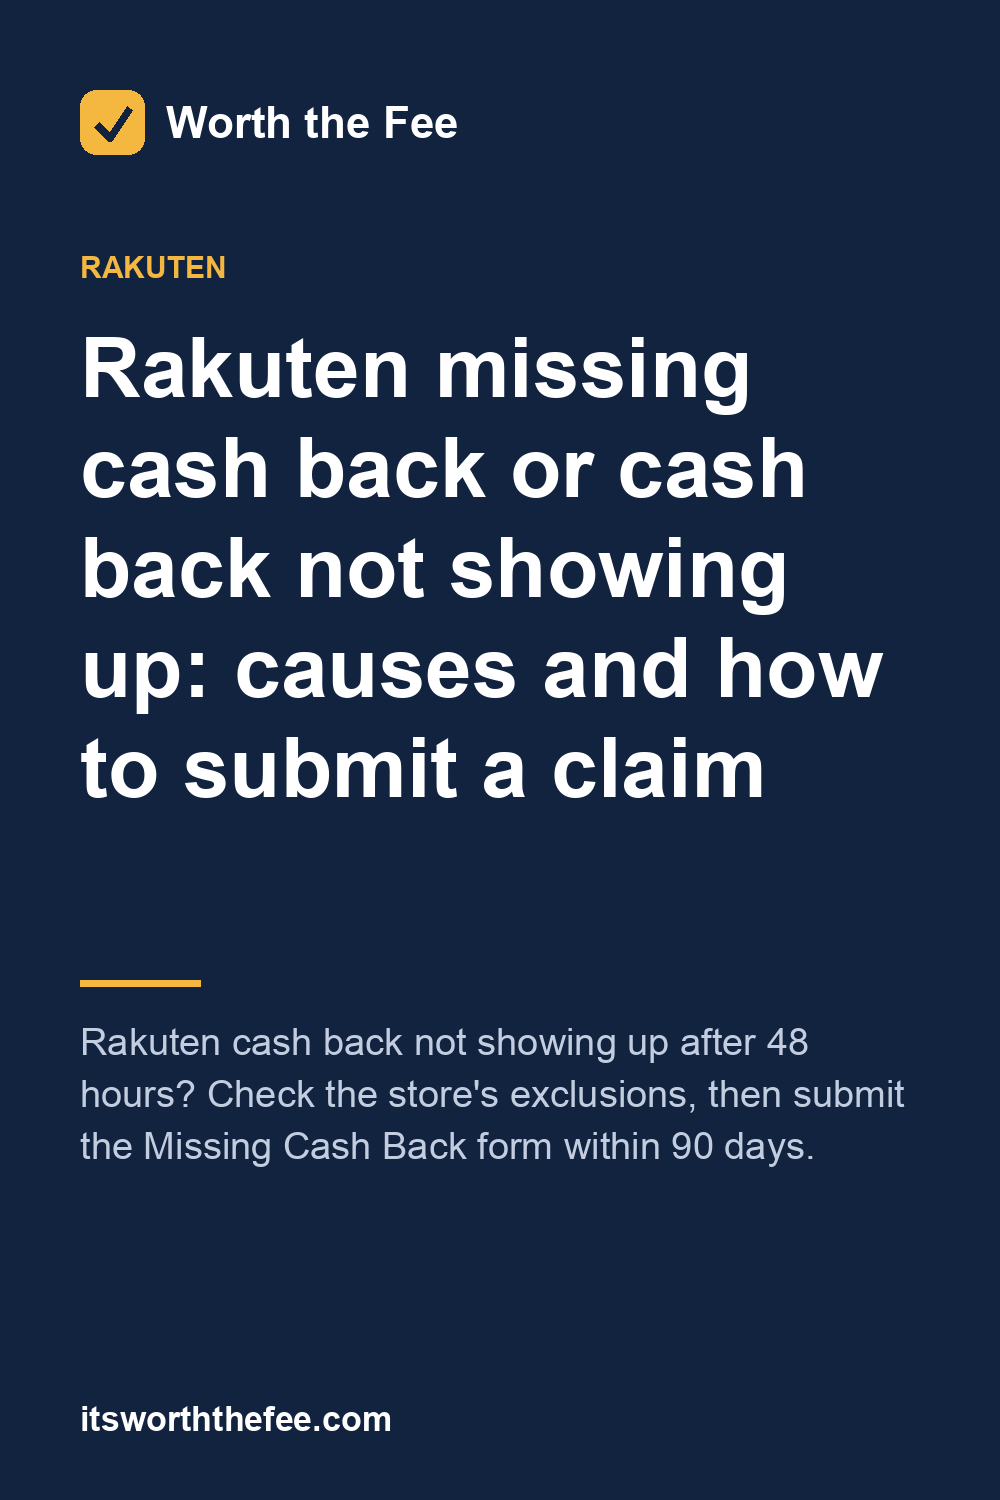 Worth the Fee
RAKUTEN
Rakuten missing
cash back or cash
back not showing
up: causes and how
to submit a claim
Rakuten cash back not showing up after 48
hours? Check the store's exclusions, then submit
the Missing Cash Back form within 90 days.
itsworththefee.com